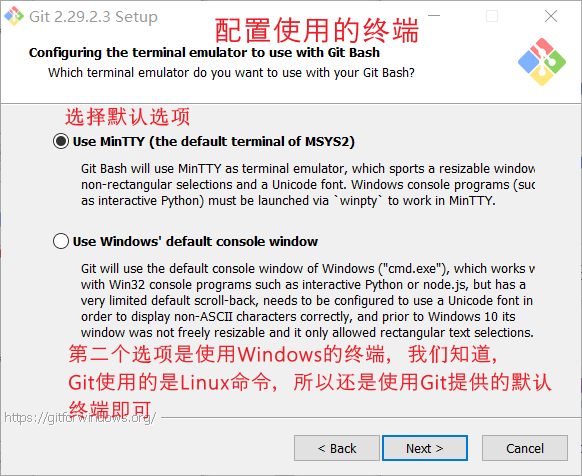 Git 2.29.2.3 Setup
配置使用的终端
Configuring the terminal emulator to use with Git Bash
Which terminal emulator do you want to use with your Git Bash?
选择默认选项
Use MinTTY (the default terminal of MSYS2)
Git Bash will use MinTTY as terminal emulator, which sports a resizable window
non-rectangular selections and a Unicode font. Windows console programs (suc
as interactive Python) must be launched via `winpty` to work in MinTTY.
Use Windows' default console window
Git will use the default console window of Windows ("cmd.exe"), which works w
with Win32 console programs such as interactive Python or node.js, but has a
very limited default scroll-back, needs to be configured to use a Unicode font in
order to display non-ASCII characters correctly, and prior to Windows 10 its
window was not freely resizable and it only allowed rectangular text selections.
第二个选项是使用Windows的终端，我们知道，
Git使用的是Linux命令，所以还是使用Git提供的默认
终端即可
https://gitforwindows.org/
< Back
Next >
Cancel